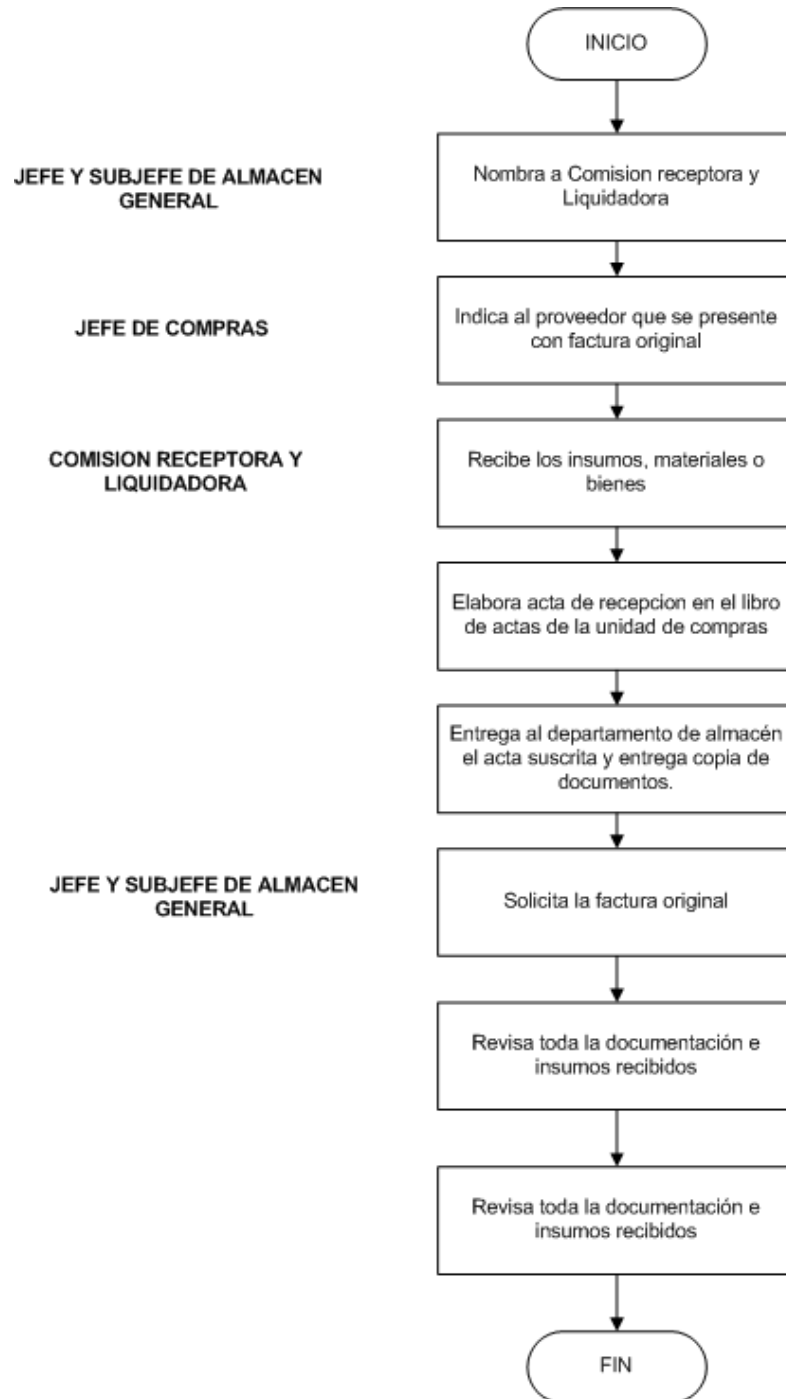 INICIO
JEFE Y SUBJEFE DE ALMACEN
GENERAL
Nombra a Comision receptora y
Liquidadora
JEFE DE COMPRAS
Indica al proveedor que se presente
con factura original
COMISION RECEPTORA Y
LIQUIDADORA
Recibe los insumos, materiales o
bienes
Elabora acta de recepcion en el libro
de actas de la unidad de compras
Entrega al departamento de almacén
el acta suscrita y entrega copia de
documentos.
JEFE Y SUBJEFE DE ALMACEN
GENERAL
Solicita la factura original
Revisa toda la documentación e
insumos recibidos
Revisa toda la documentación e
insumos recibidos
FIN